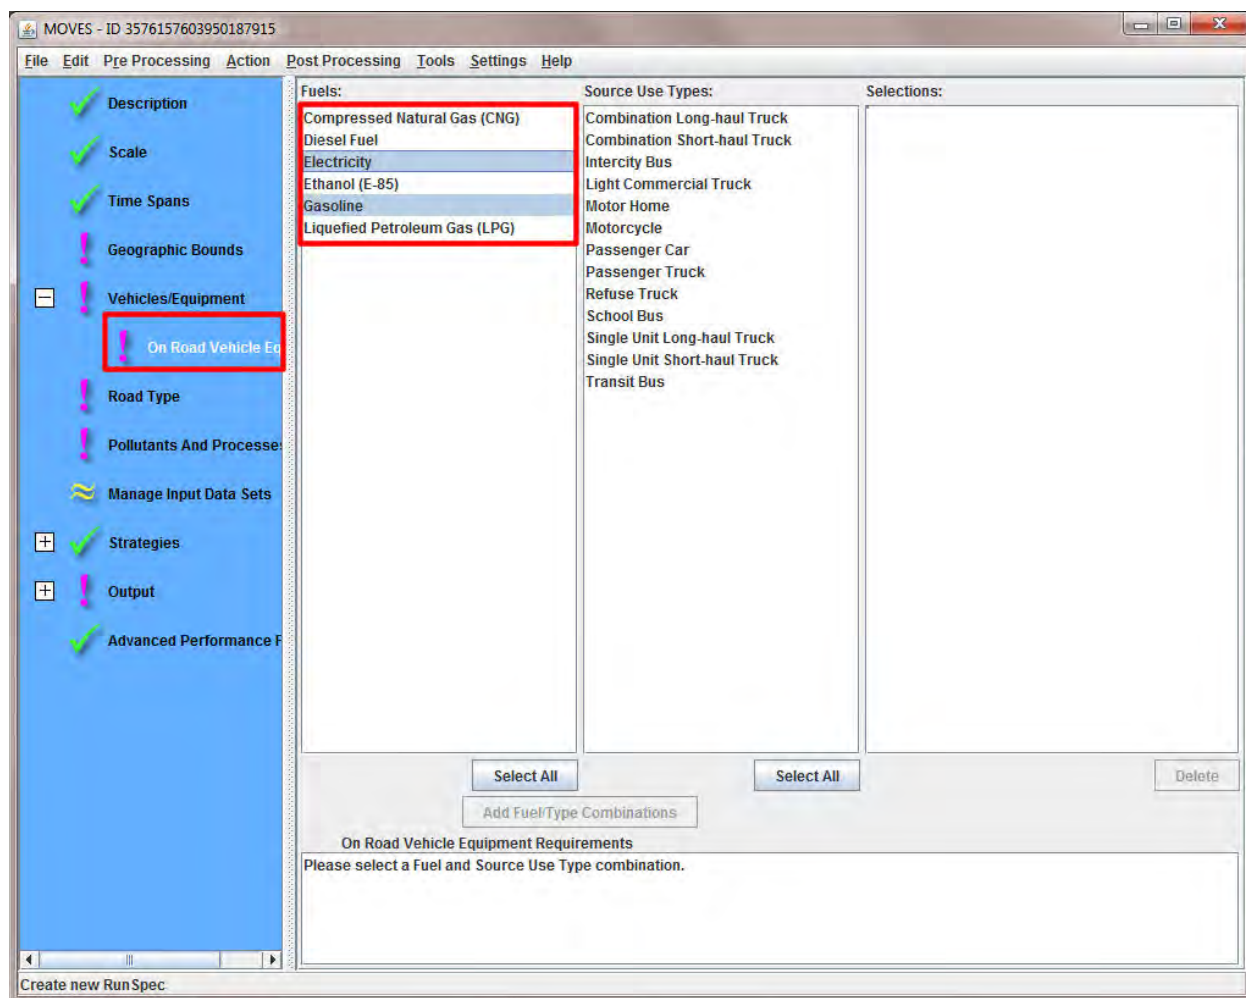 MOVES - ID 3576157603950187915
File Edit Pre Processing Action Post Processing Tools Settings Help
Description
Scale
Time Spans
Geographic Bounds
Vehicles/Equipment
On Road Vehicle Eq
Road Type
Pollutants And Processes
Manage Input Data Sets
Strategies
Output
Advanced Performance F
Fuels:
Compressed Natural Gas (CNG)
Diesel Fuel
Electricity
Ethanol (E-85)
Gasoline
Liquefied Petroleum Gas (LPG)
Select All
Source Use Types:
Combination Long-haul Truck
Combination Short-haul Truck
Intercity Bus
Light Commercial Truck
Motor Home
Motorcycle
Passenger Car
Passenger Truck
Refuse Truck
School Bus
Single Unit Long-haul Truck
Single Unit Short-haul Truck
Transit Bus
Select All
Selections:
Delete
Add Fuel/Type Combinations
On Road Vehicle Equipment Requirements
Please select a Fuel and Source Use Type combination.
Create new RunSpec